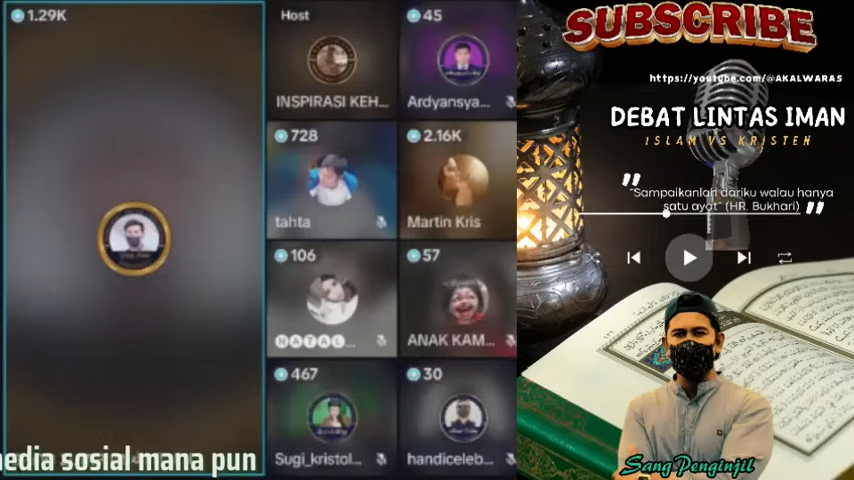 1.29K
Host
INSPIRASI KEH...
45
Ardyansya...
728
tahta
2.16K
Martin Kris
106
NATAL...
57
ANAK KAM...
467
Sugi_kristol...
30
handiceleb...
media sosial mana pun
SUBSCRIBE
https://youtube.com/@AKALWARAS
DEBAT LINTAS IMAN
ISLAM VS KRISTEN
"Sampaikanlah dariku walau hanya
satu ayat" (HR. Bukhari)
Sang Penginjil